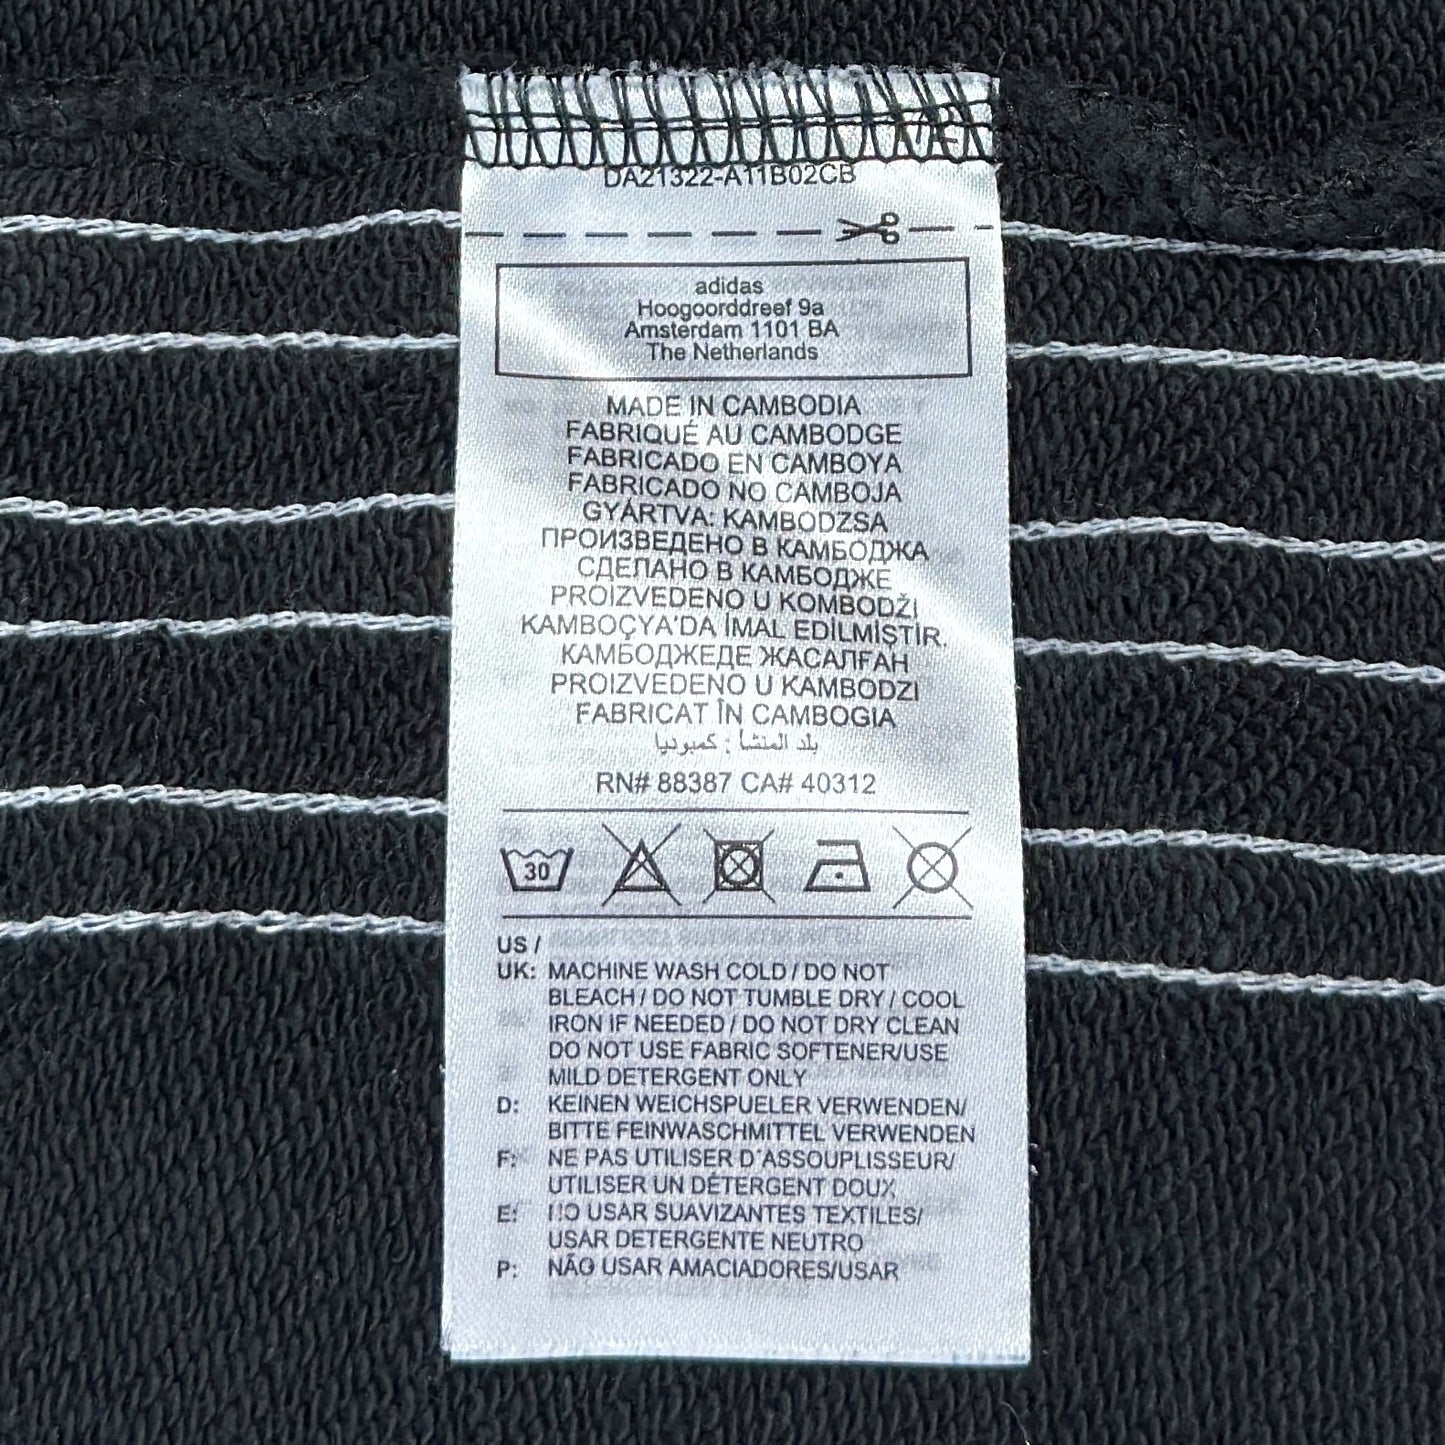 DA21322-A11B02CB
adidas
Hoogoorddreef 9a
Amsterdam 1101 BA
The Netherlands
MADE IN CAMBODIA
FABRIQUÉ AU CAMBODGE
FABRICADO EN CAMBOYA
FABRICADO NO CAMBOJA
GYÁRTVA: KAMBODZSA
ПРОИЗВЕДЕНО В КАМБОДЖА
СДЕЛАНО В КАМБОДЖЕ
PROIZVEDENO U KOMBODŽI
KAMBOÇYA'DA İMAL EDİLMİŞTİR.
КАМБОДЖЕДЕ ЖАСАЛҒАН
PROIZVEDENO U KAMBODZI
FABRICAT ÎN CAMBOGIA
بلد المنشأ : كمبوديا
RN# 88387 CA# 40312
30
US /
UK: MACHINE WASH COLD / DO NOT
BLEACH / DO NOT TUMBLE DRY / COOL
IRON IF NEEDED / DO NOT DRY CLEAN
DO NOT USE FABRIC SOFTENER/USE
MILD DETERGENT ONLY
D: KEINEN WEICHSPUELER VERWENDEN/
BITTE FEINWASCHMITTEL VERWENDEN
F: NE PAS UTILISER D'ASSOUPLISSEUR/
UTILISER UN DÉTERGENT DOUX
E: NO USAR SUAVIZANTES TEXTILES/
USAR DETERGENTE NEUTRO
P: NÃO USAR AMACIADORES/USAR